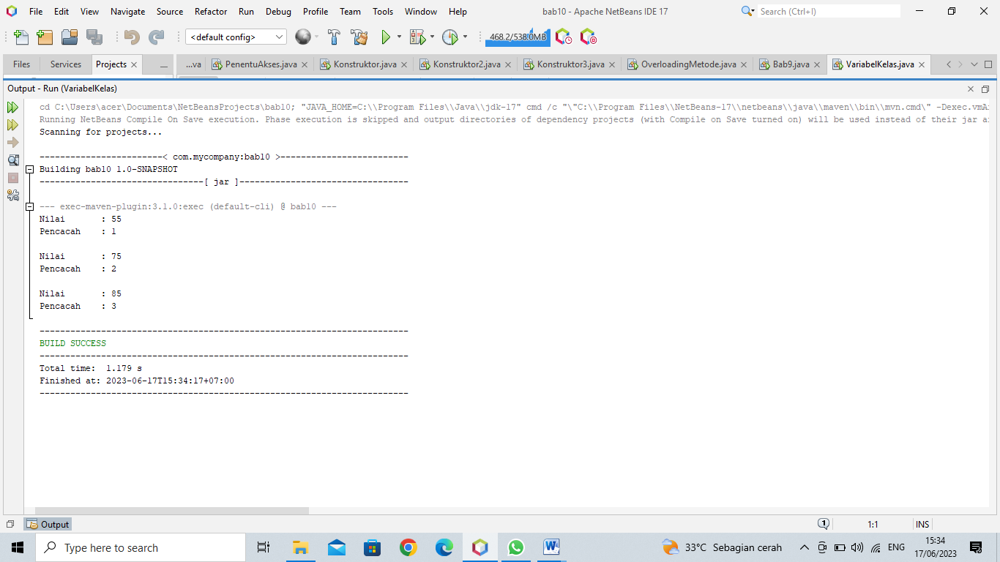 File Edit View Navigate Source Refactor Run Debug Profile Team Tools Window Help bab10 - Apache NetBeans IDE 17 Search (Ctrl+I)
<default config> 468.2/538.0MB
Files Services Projects ...va PenentuAkses.java Konstruktor.java Konstruktor2.java Konstruktor3.java OverloadingMetode.java Bab9.java VariabelKelas.java
Output - Run (VariabelKelas)
cd C:\Users\acer\Documents\NetBeansProjects\bab10; "JAVA_HOME=C:\\Program Files\\Java\\jdk-17" cmd /c "\"C:\\Program Files\\NetBeans-17\\netbeans\\java\\maven\\bin\\mvn.cmd\" -Dexec.vmA
Running NetBeans Compile On Save execution. Phase execution is skipped and output directories of dependency projects (with Compile on Save turned on) will be used instead of their jar a
Scanning for projects...
------------------------< com.mycompany:bab10 >-------------------------
Building bab10 1.0-SNAPSHOT
--------------------------------[ jar ]---------------------------------
--- exec-maven-plugin:3.1.0:exec (default-cli) @ bab10 ---
Nilai : 55
Pencacah : 1
Nilai : 75
Pencacah : 2
Nilai : 85
Pencacah : 3
------------------------------------------------------------------------
BUILD SUCCESS
------------------------------------------------------------------------
Total time: 1.179 s
Finished at: 2023-06-17T15:34:17+07:00
------------------------------------------------------------------------
Output 1 1:1 INS
Type here to search 33°C Sebagian cerah ENG 15:34
17/06/2023